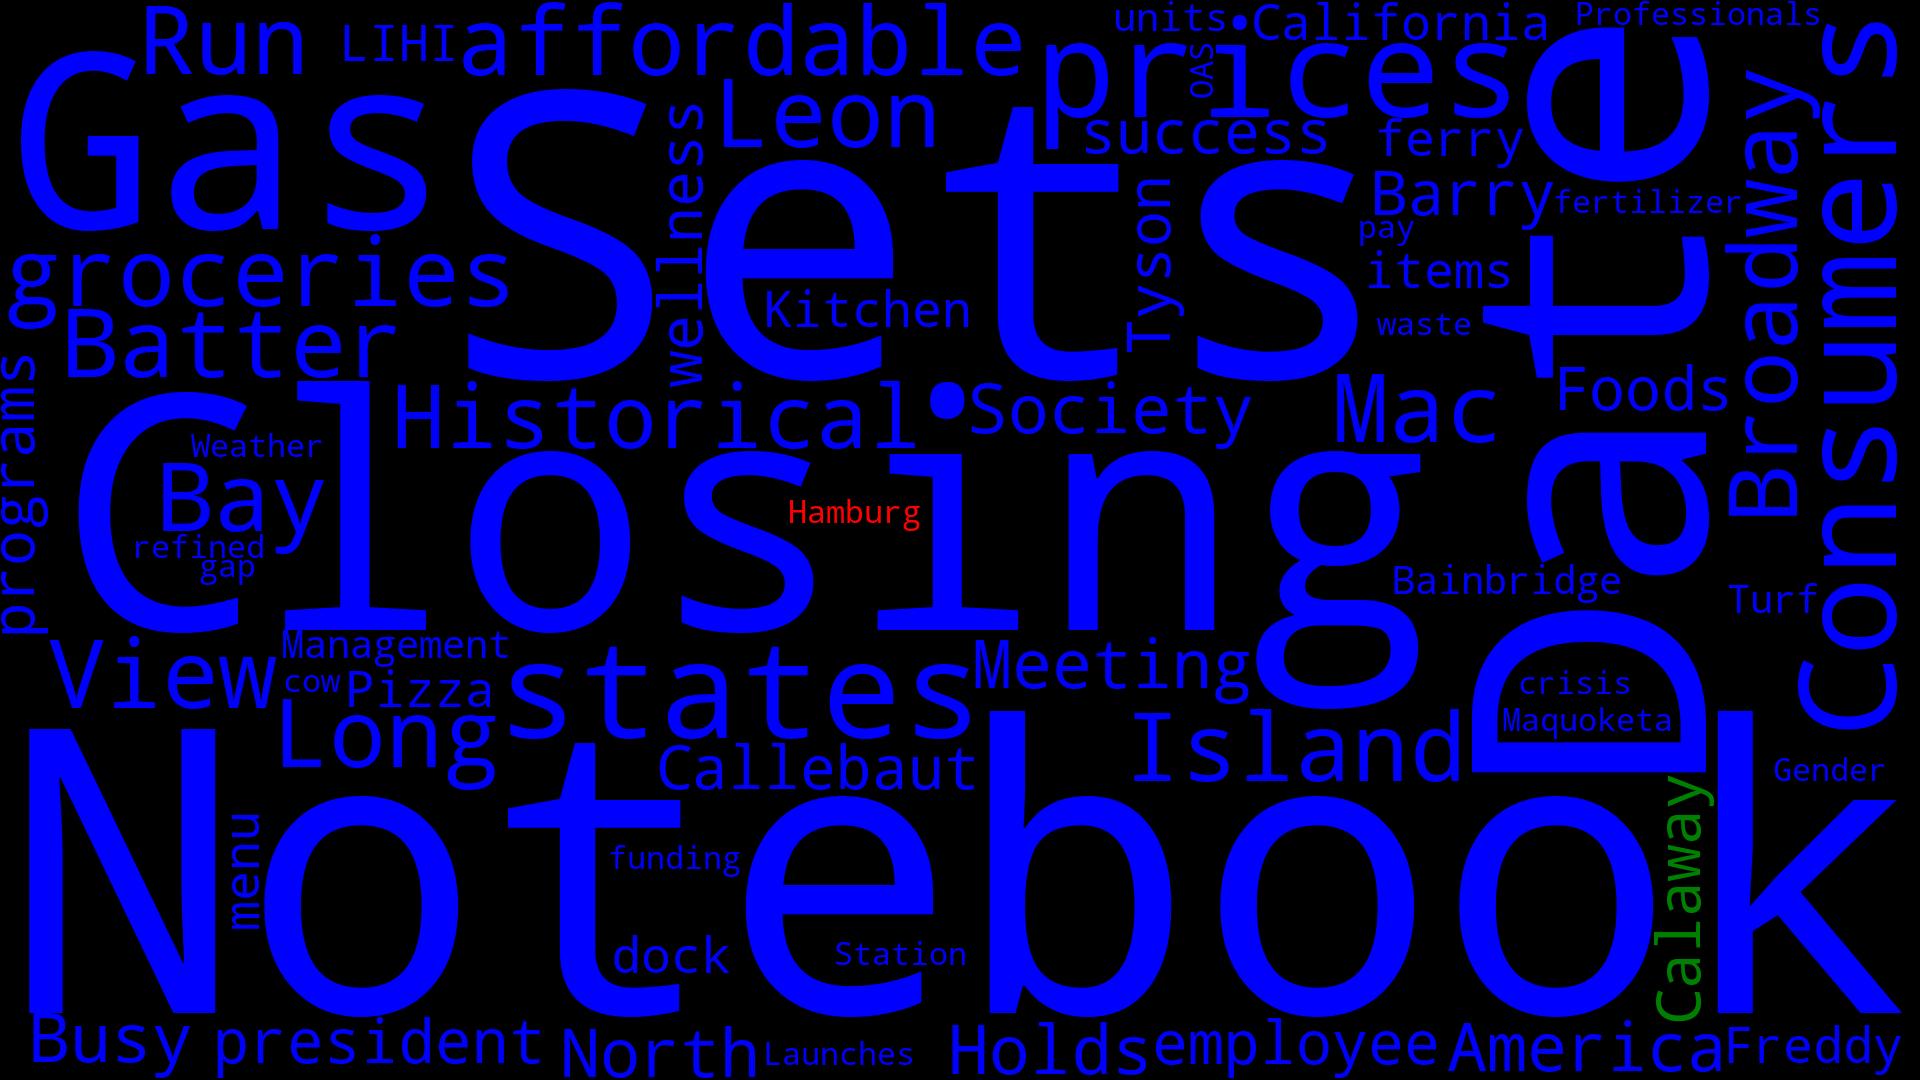 Run
LIHI
affordable
units
•
California
Professionals
Gas
Sets
prices
OAS
Date
Consumers
Leon
success
ferry
Broadway
wellness
Tyson
Barry
fertilizer
pay
groceries
items
Kitchen
waste
g
Batter
programs
Closing
Historical
•
Society
Mac
Foods
Weather
Bay
Hamburg
refined
gap
Bainbridge
Turf
View
Management
cow
Pizza
states
Meeting
crisis
Maquoketa
Long
Callebaut
Island
Gender
Notebook
menu
funding
Calaway
dock
Station
Busy
president
North
Launches
Holds
employee
America
Freddy